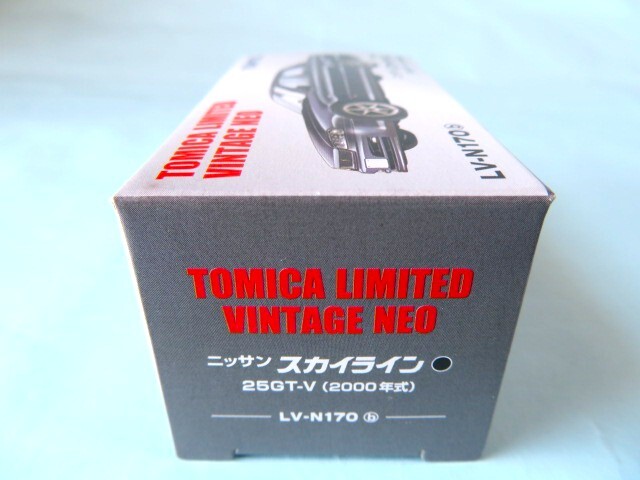 TOMICA LIMITED
VINTAGE NEO
LV-N170ⓑ
TOMICA LIMITED
VINTAGE NEO
ニッサン スカイライン ●
25GT-V (2000年式)
LV-N170 ⓑ